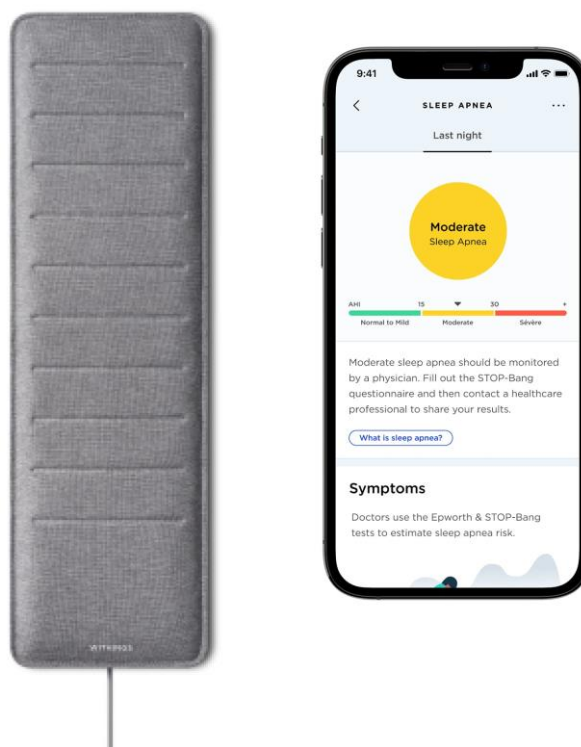 9:41
SLEEP APNEA
Last night
Moderate
Sleep Apnea
AHI 15 30 +
Normal to Mild Moderate Sévère
Moderate sleep apnea should be monitored
by a physician. Fill out the STOP-Bang
questionnaire and then contact a healthcare
professional to share your results.
What is sleep apnea?
Symptoms
Doctors use the Epworth & STOP-Bang
tests to estimate sleep apnea risk.